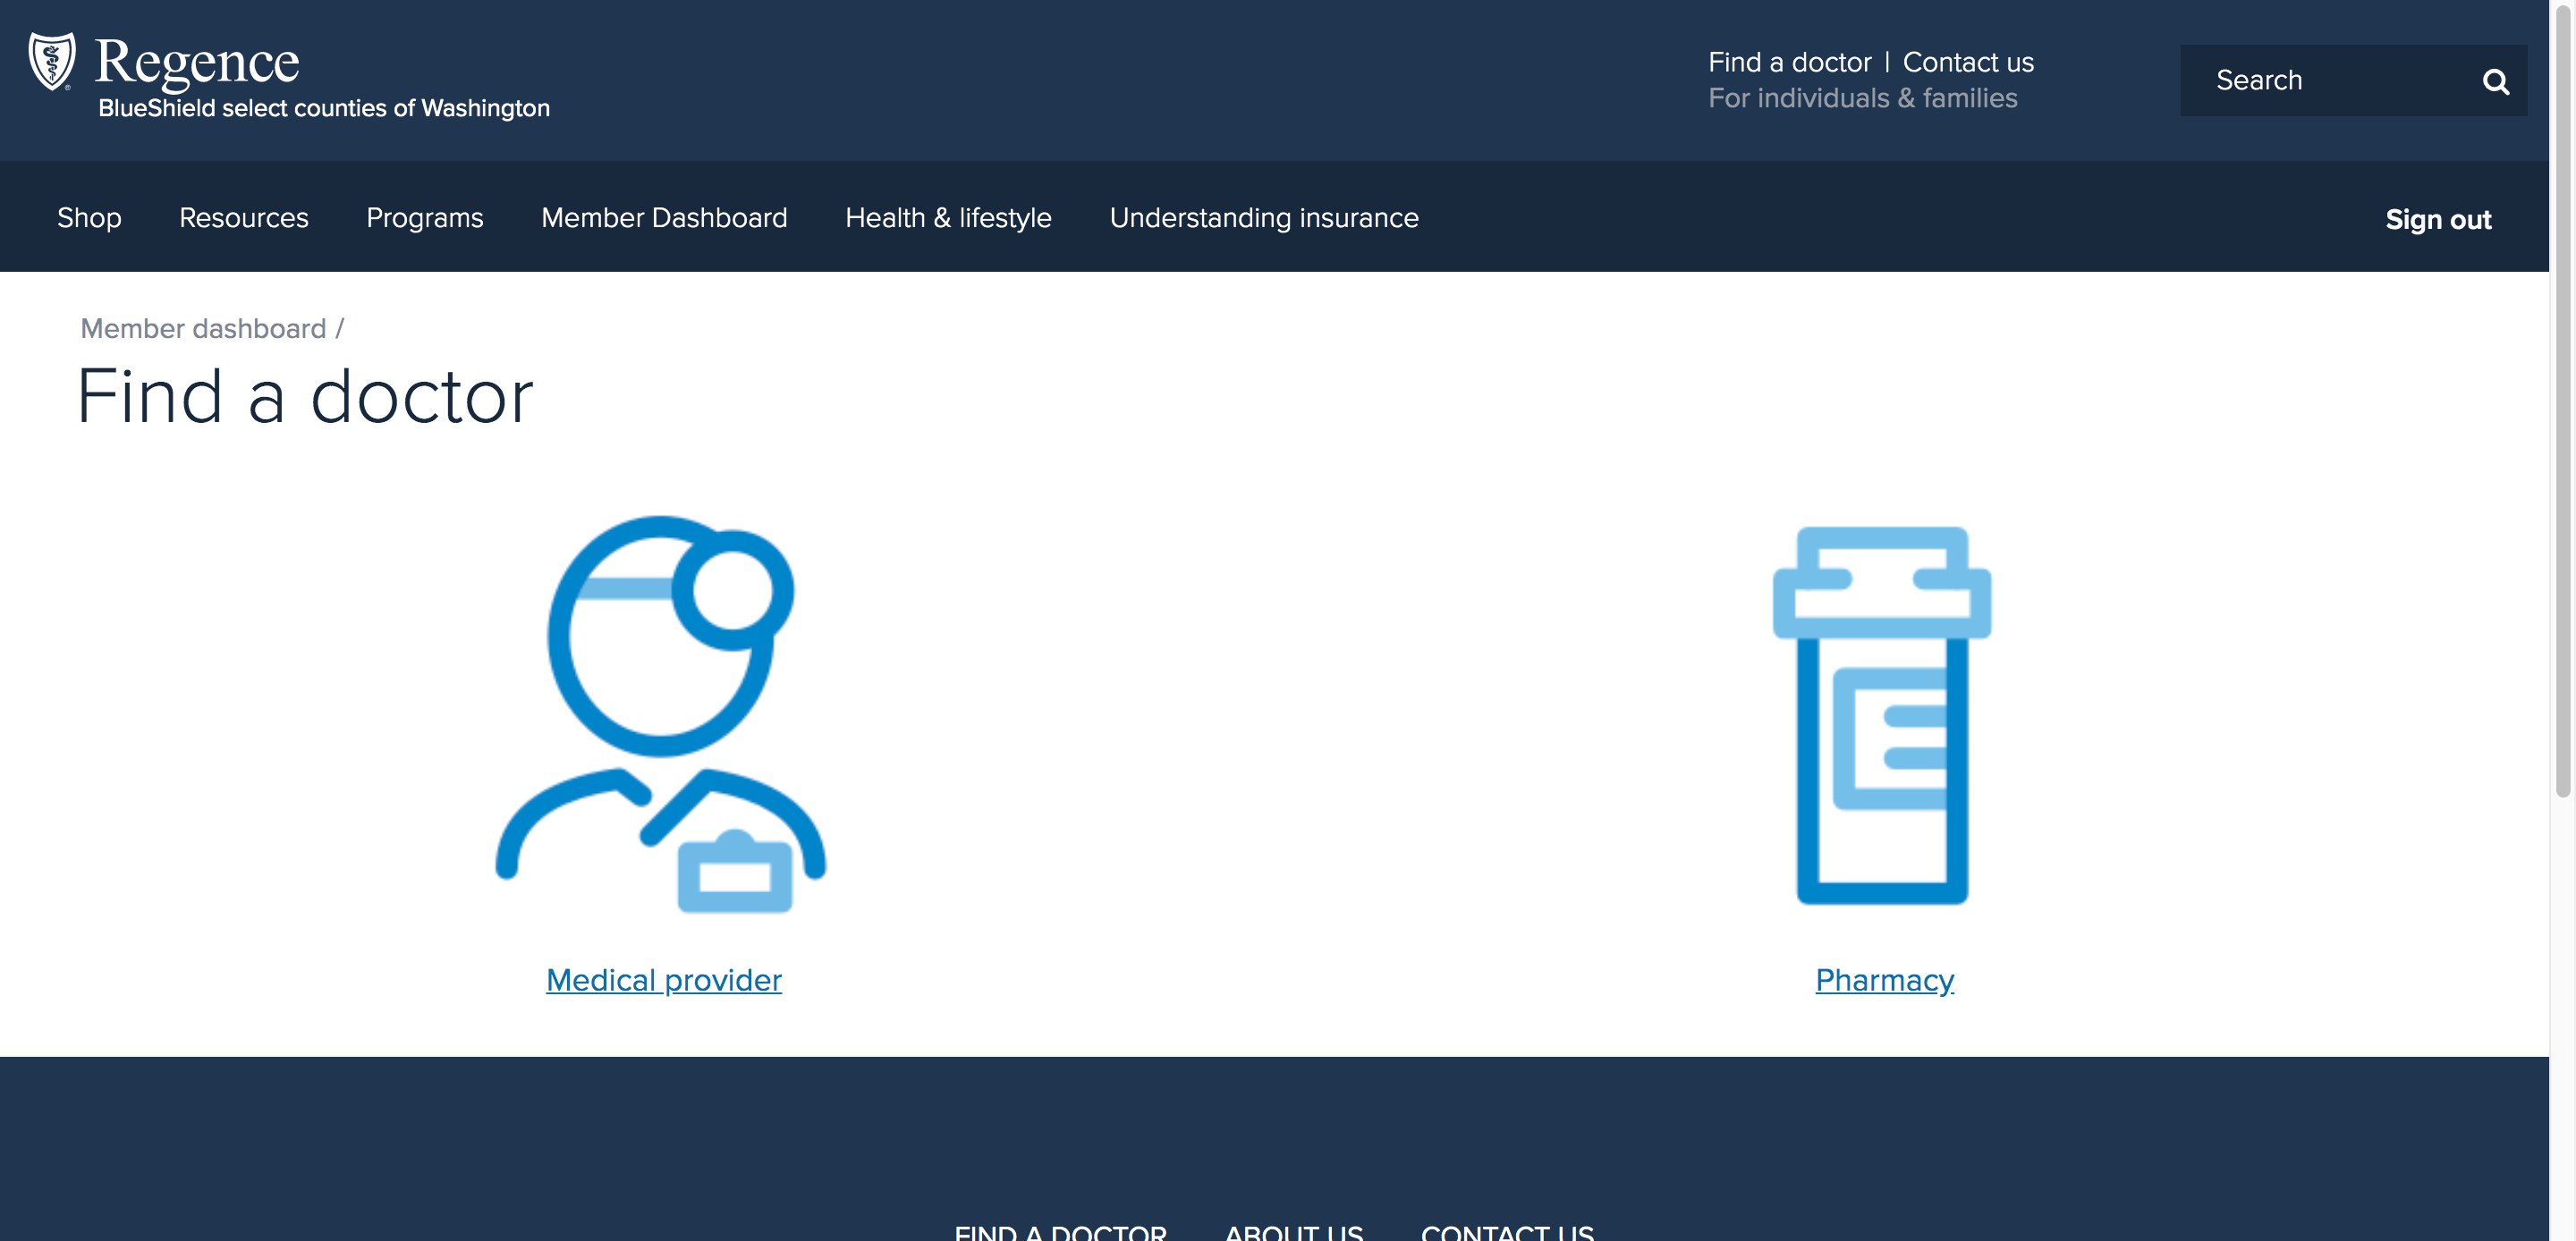 Regence
BlueShield select counties of Washington
Find a doctor | Contact us
For individuals & families
Search
Shop Resources Programs Member Dashboard Health & lifestyle Understanding insurance Sign out
Member dashboard /
Find a doctor
Medical provider
Pharmacy
FIND A DOCTOR ABOUT US CONTACT US